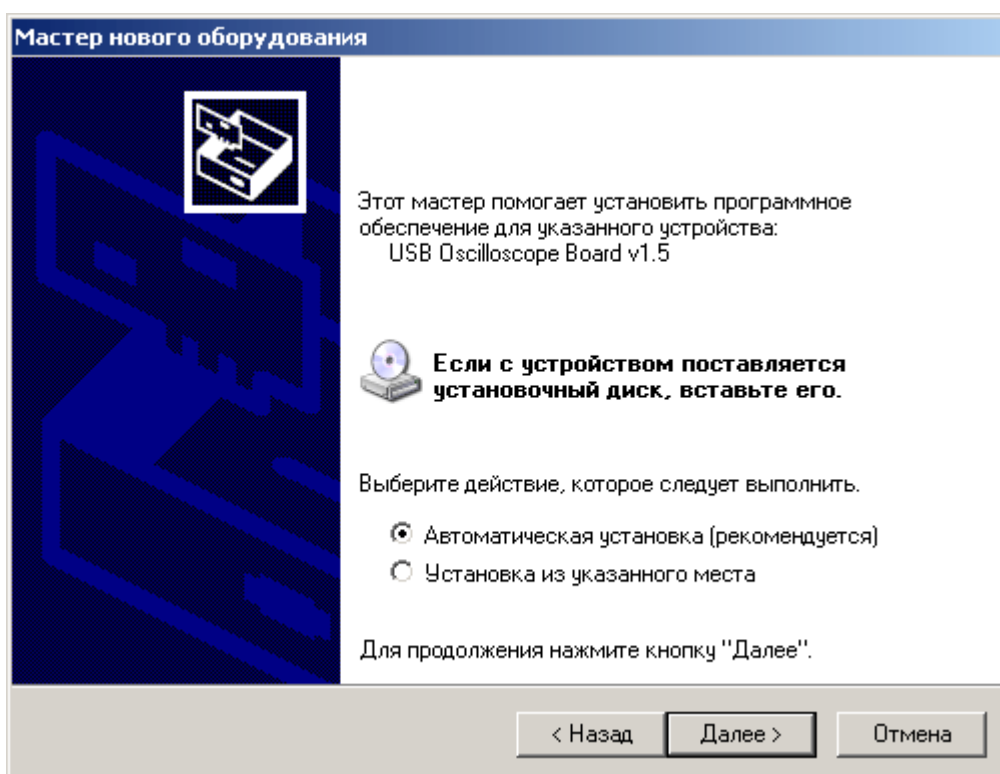 Мастер нового оборудования
Этот мастер помогает установить программное
обеспечение для указанного устройства:
USB Oscilloscope Board v1.5
Если с устройством поставляется
установочный диск, вставьте его.
Выберите действие, которое следует выполнить.
Автоматическая установка (рекомендуется)
Установка из указанного места
Для продолжения нажмите кнопку "Далее".
< Назад
Далее >
Отмена